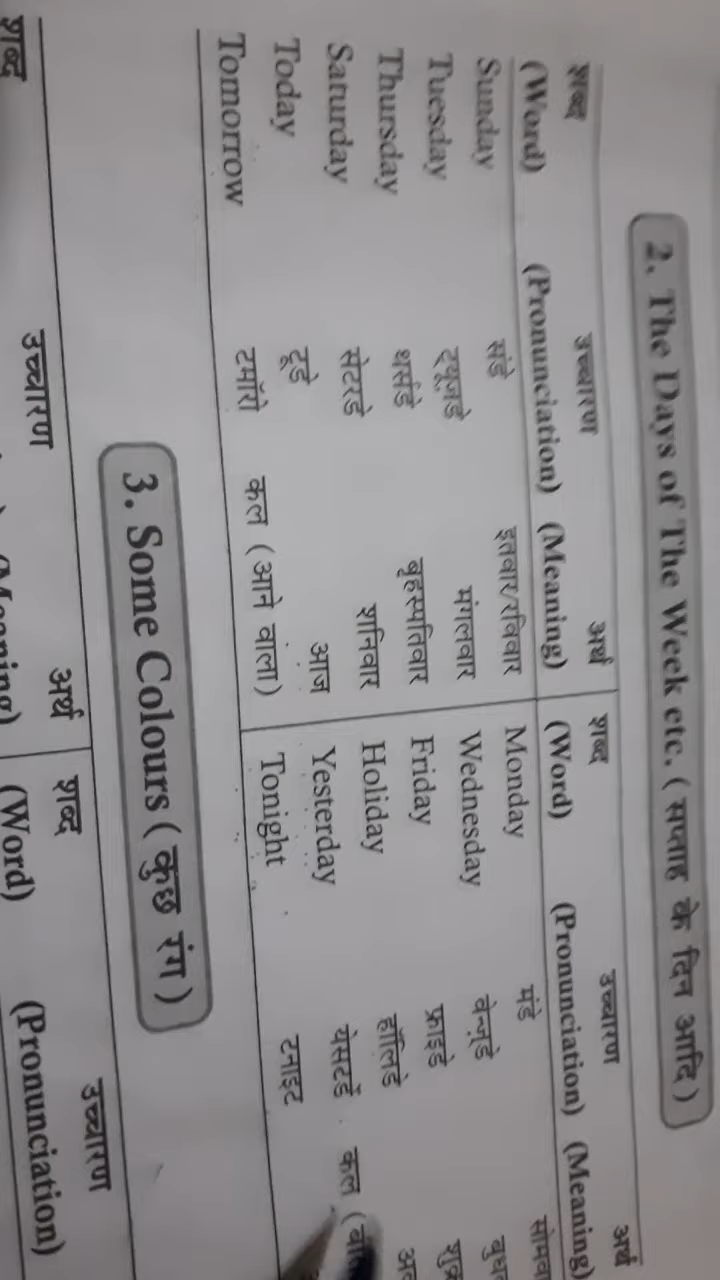 2. The Days of The Week etc. ( सप्ताह के दिन आदि )
शब्द उच्चारण अर्थ शब्द उच्चारण अर्थ
(Word) (Pronunciation) (Meaning) (Word) (Pronunciation) (Meaning)
Sunday संडे इतवार/रविवार Monday मंडे
Tuesday ट्यूजडे मंगलवार Wednesday वेन्ज़्डे
Thursday थर्सडे बृहस्पतिवार Friday फ्राइडे
Saturday सेटरडे शनिवार Holiday हॉलिडे
Today टूडे आज Yesterday येसटर्डे कल
Tomorrow टमॉरो कल ( आने वाला ) Tonight टनाइट
3. Some Colours ( कुछ रंग )
शब्द उच्चारण अर्थ शब्द उच्चारण
(Meaning) (Word) (Pronunciation)